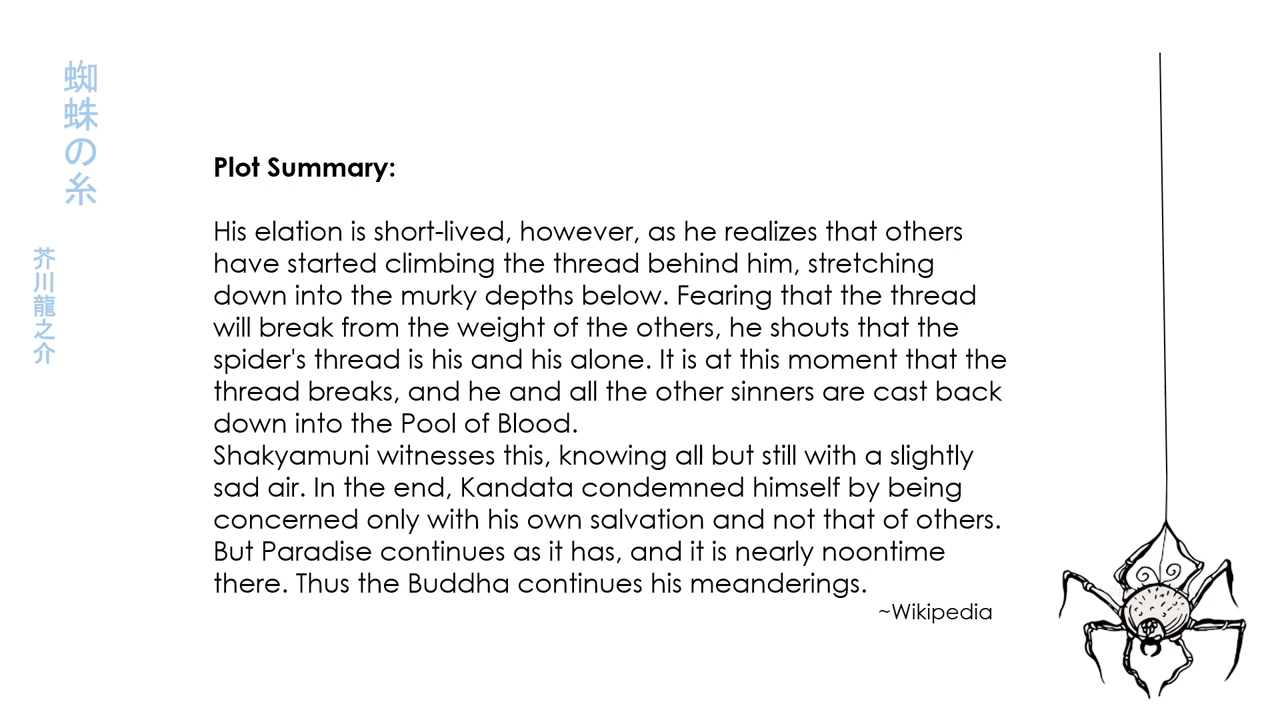 蜘蛛の糸
芥川龍之介
Plot Summary:
His elation is short-lived, however, as he realizes that others
have started climbing the thread behind him, stretching
down into the murky depths below. Fearing that the thread
will break from the weight of the others, he shouts that the
spider's thread is his and his alone. It is at this moment that the
thread breaks, and he and all the other sinners are cast back
down into the Pool of Blood.
Shakyamuni witnesses this, knowing all but still with a slightly
sad air. In the end, Kandata condemned himself by being
concerned only with his own salvation and not that of others.
But Paradise continues as it has, and it is nearly noontime
there. Thus the Buddha continues his meanderings.
~Wikipedia